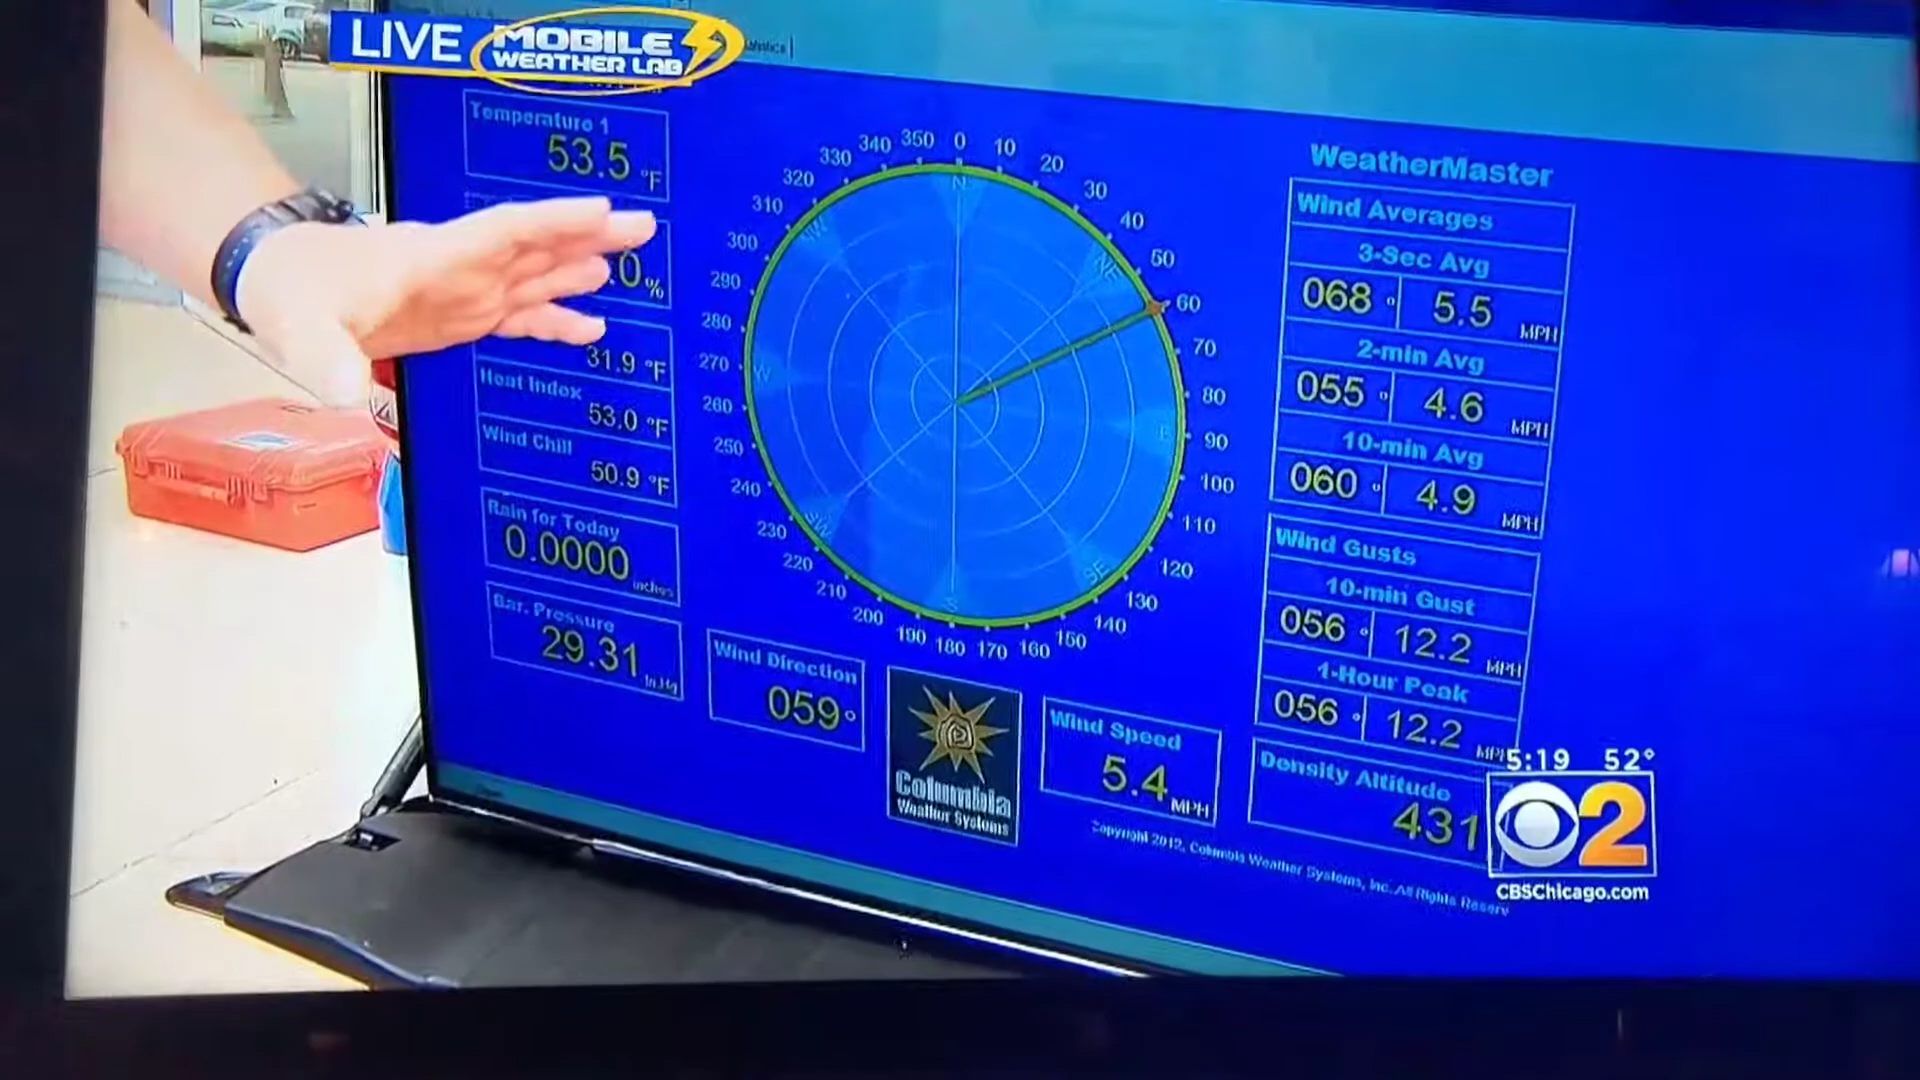 LIVE MOBILE
WEATHER LAB
Temperature 1
53.5 °F
.0 %
31.9 °F
Heat Index
53.0 °F
Wind Chill
50.9 °F
Rain for Today
0.0000 inches
Bar. Pressure
29.31 In.Hg
350 0 10 20 30 40 50 60 70 80 90 100 110 120 130 140 150 160 170 180 190 200 210 220 230 240 250 260 270 280 290 300 310 320 330 340
N NE E SE S SW W NW
Wind Direction
059°
Columbia
Weather Systems
Wind Speed
5.4 MPH
WeatherMaster
Wind Averages
3-Sec Avg
068 ° 5.5 MPH
2-min Avg
055 ° 4.6 MPH
10-min Avg
060 ° 4.9 MPH
Wind Gusts
10-min Gust
056 ° 12.2 MPH
1-Hour Peak
056 ° 12.2 MPH
Density Altitude
431
Copyright 2012, Columbia Weather Systems, Inc. All Rights Reserv
5:19 52°
2
CBSChicago.com